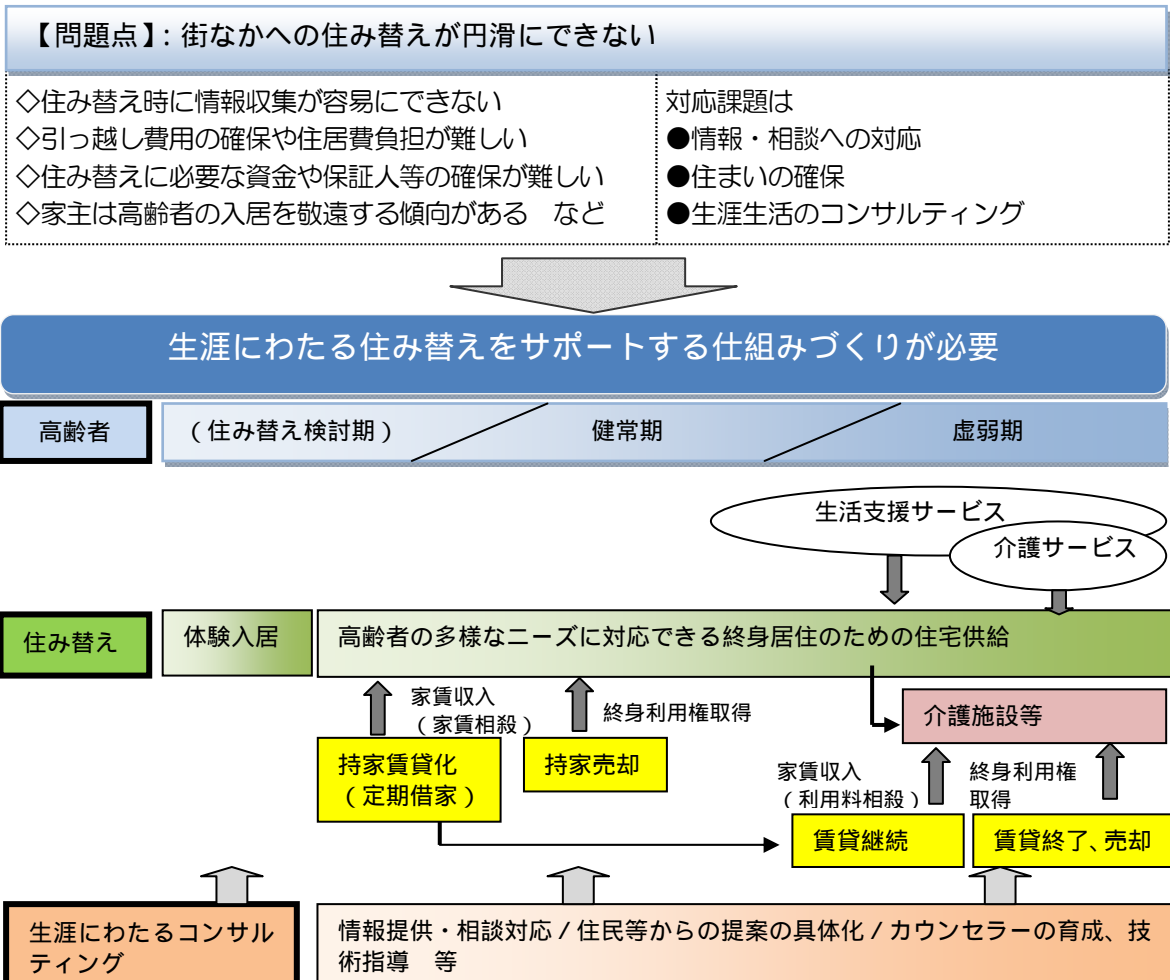 【問題点】：街なかへの住み替えが円滑にできない
◇住み替え時に情報収集が容易にできない
◇引っ越し費用の確保や住居費負担が難しい
◇住み替えに必要な資金や保証人等の確保が難しい
◇家主は高齢者の入居を敬遠する傾向がある　など
対応課題は
●情報・相談への対応
●住まいの確保
●生涯生活のコンサルティング
生涯にわたる住み替えをサポートする仕組みづくりが必要
高齢者
（住み替え検討期）
健常期
虚弱期
生活支援サービス
介護サービス
住み替え
体験入居
高齢者の多様なニーズに対応できる終身居住のための住宅供給
家賃収入
（家賃相殺）
終身利用権取得
介護施設等
持家賃貸化
（定期借家）
持家売却
家賃収入
（利用料相殺）
終身利用権
取得
賃貸継続
賃貸終了、売却
生涯にわたるコンサル
ティング
情報提供・相談対応／住民等からの提案の具体化／カウンセラーの育成、技
術指導　等